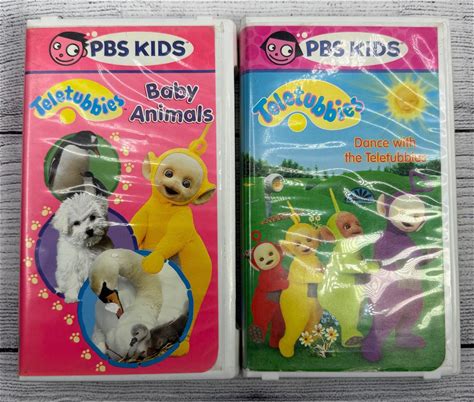 PBS KIDS
Teletubbies
Baby
Animals
PBS KIDS
Teletubbies
Dance with
the Teletubbies